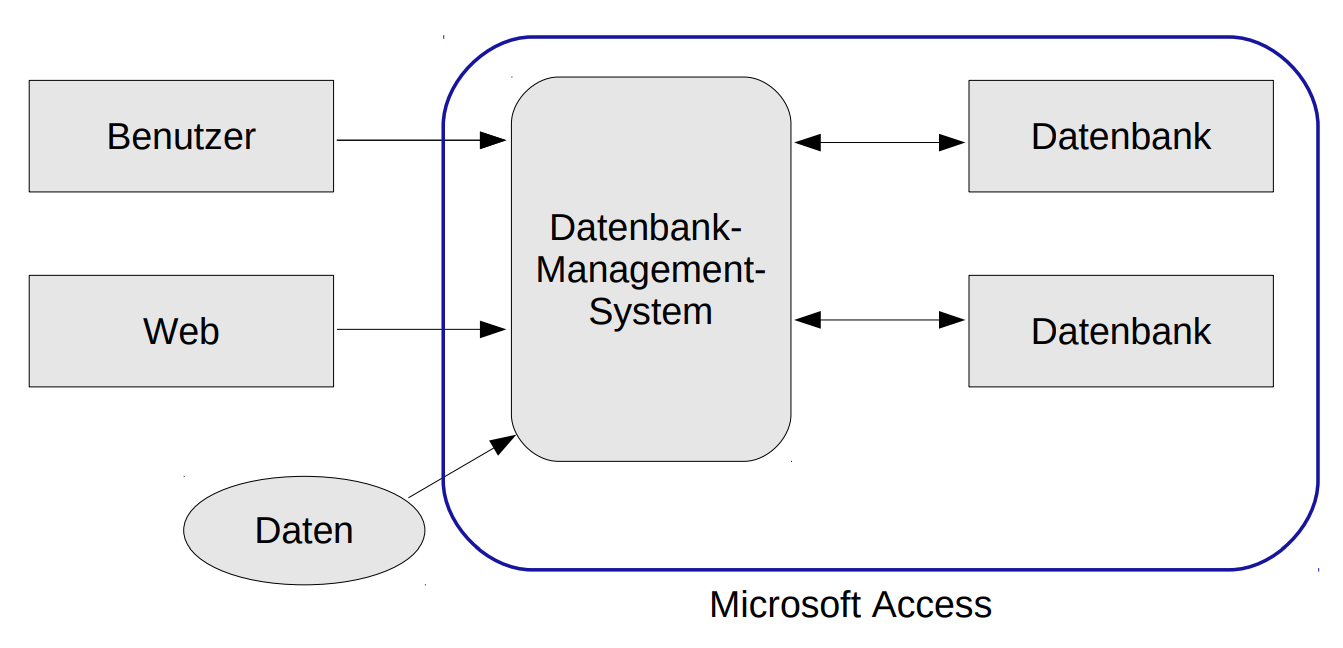 Benutzer
Datenbank
Datenbank-
Management-
System
Web
Datenbank
Daten
Microsoft Access